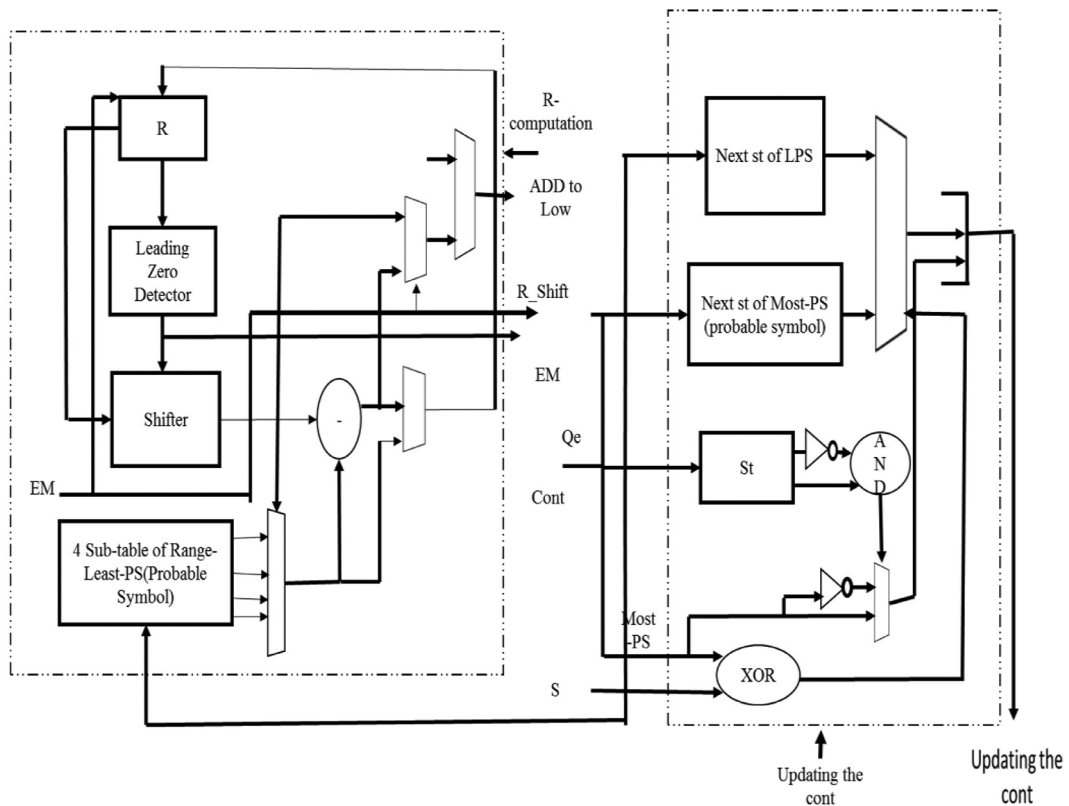 R
Leading
Zero
Detector
Shifter
-
EM
4 Sub-table of Range-
Least-PS(Probable
Symbol)
R-
computation
ADD to
Low
R_Shift
EM
Qe
Cont
Most
-PS
S
Next st of LPS
Next st of Most-PS
(probable symbol)
St
A
N
D
XOR
Updating the
cont
Updating the
cont